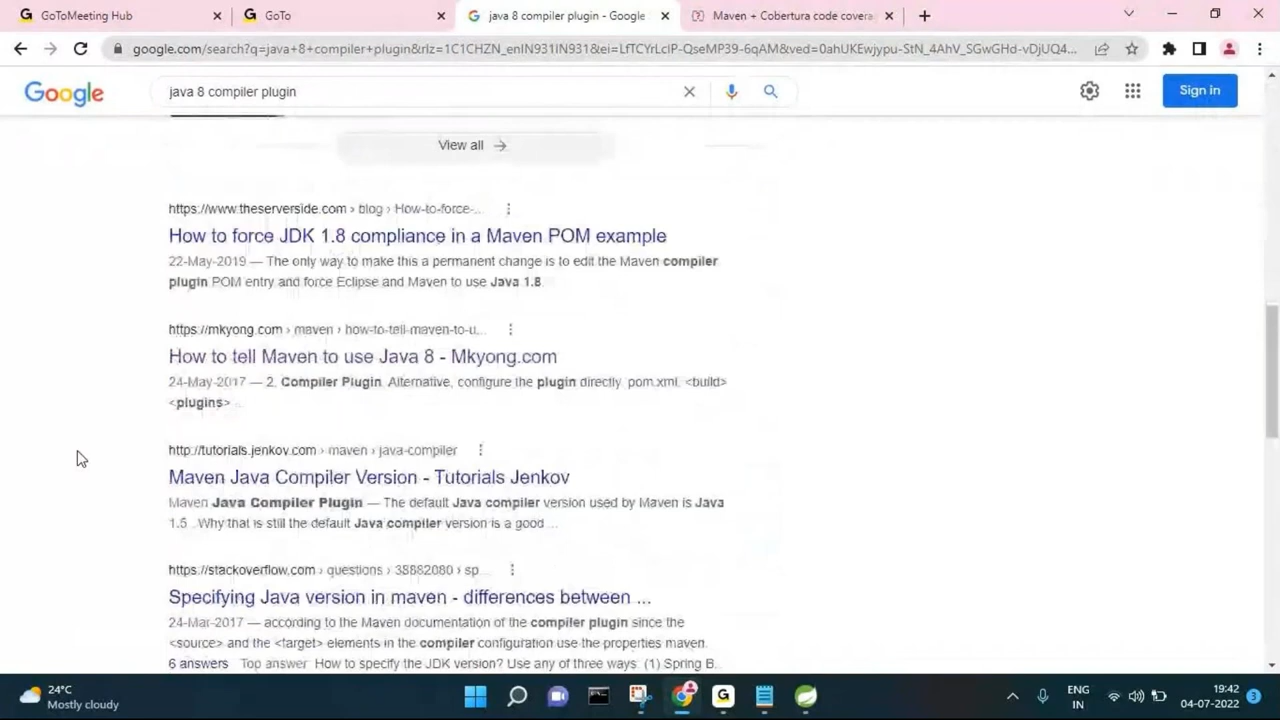 GoToMeeting Hub
GoTo
java 8 compiler plugin - Google
Maven + Cobertura code covera
google.com/search?q=java+8+compiler+plugin&rlz=1C1CHZN_enIN931IN931&ei=LfTCYrLcIP-QseMP39-6qAM&ved=0ahUKEwjypu-StN_4AhV_SGwGHd-vDjUQ4...
Google
java 8 compiler plugin
Sign in
View all
https://www.theserverside.com › blog › How-to-force-...
How to force JDK 1.8 compliance in a Maven POM example
22-May-2019 — The only way to make this a permanent change is to edit the Maven compiler
plugin POM entry and force Eclipse and Maven to use Java 1.8.
https://mkyong.com › maven › how-to-tell-maven-to-u...
How to tell Maven to use Java 8 - Mkyong.com
24-May-2017 — 2. Compiler Plugin. Alternative, configure the plugin directly. pom.xml. <build>
<plugins> ...
http://tutorials.jenkov.com › maven › java-compiler
Maven Java Compiler Version - Tutorials Jenkov
Maven Java Compiler Plugin — The default Java compiler version used by Maven is Java
1.5 . Why that is still the default Java compiler version is a good ...
https://stackoverflow.com › questions › 38882080 › sp...
Specifying Java version in maven - differences between ...
24-Mar-2017 — according to the Maven documentation of the compiler plugin since the
<source> and the <target> elements in the compiler configuration use the properties maven.
6 answers Top answer: How to specify the JDK version? Use any of three ways: (1) Spring B...
24°C
Mostly cloudy
ENG
IN
19:42
04-07-2022
3